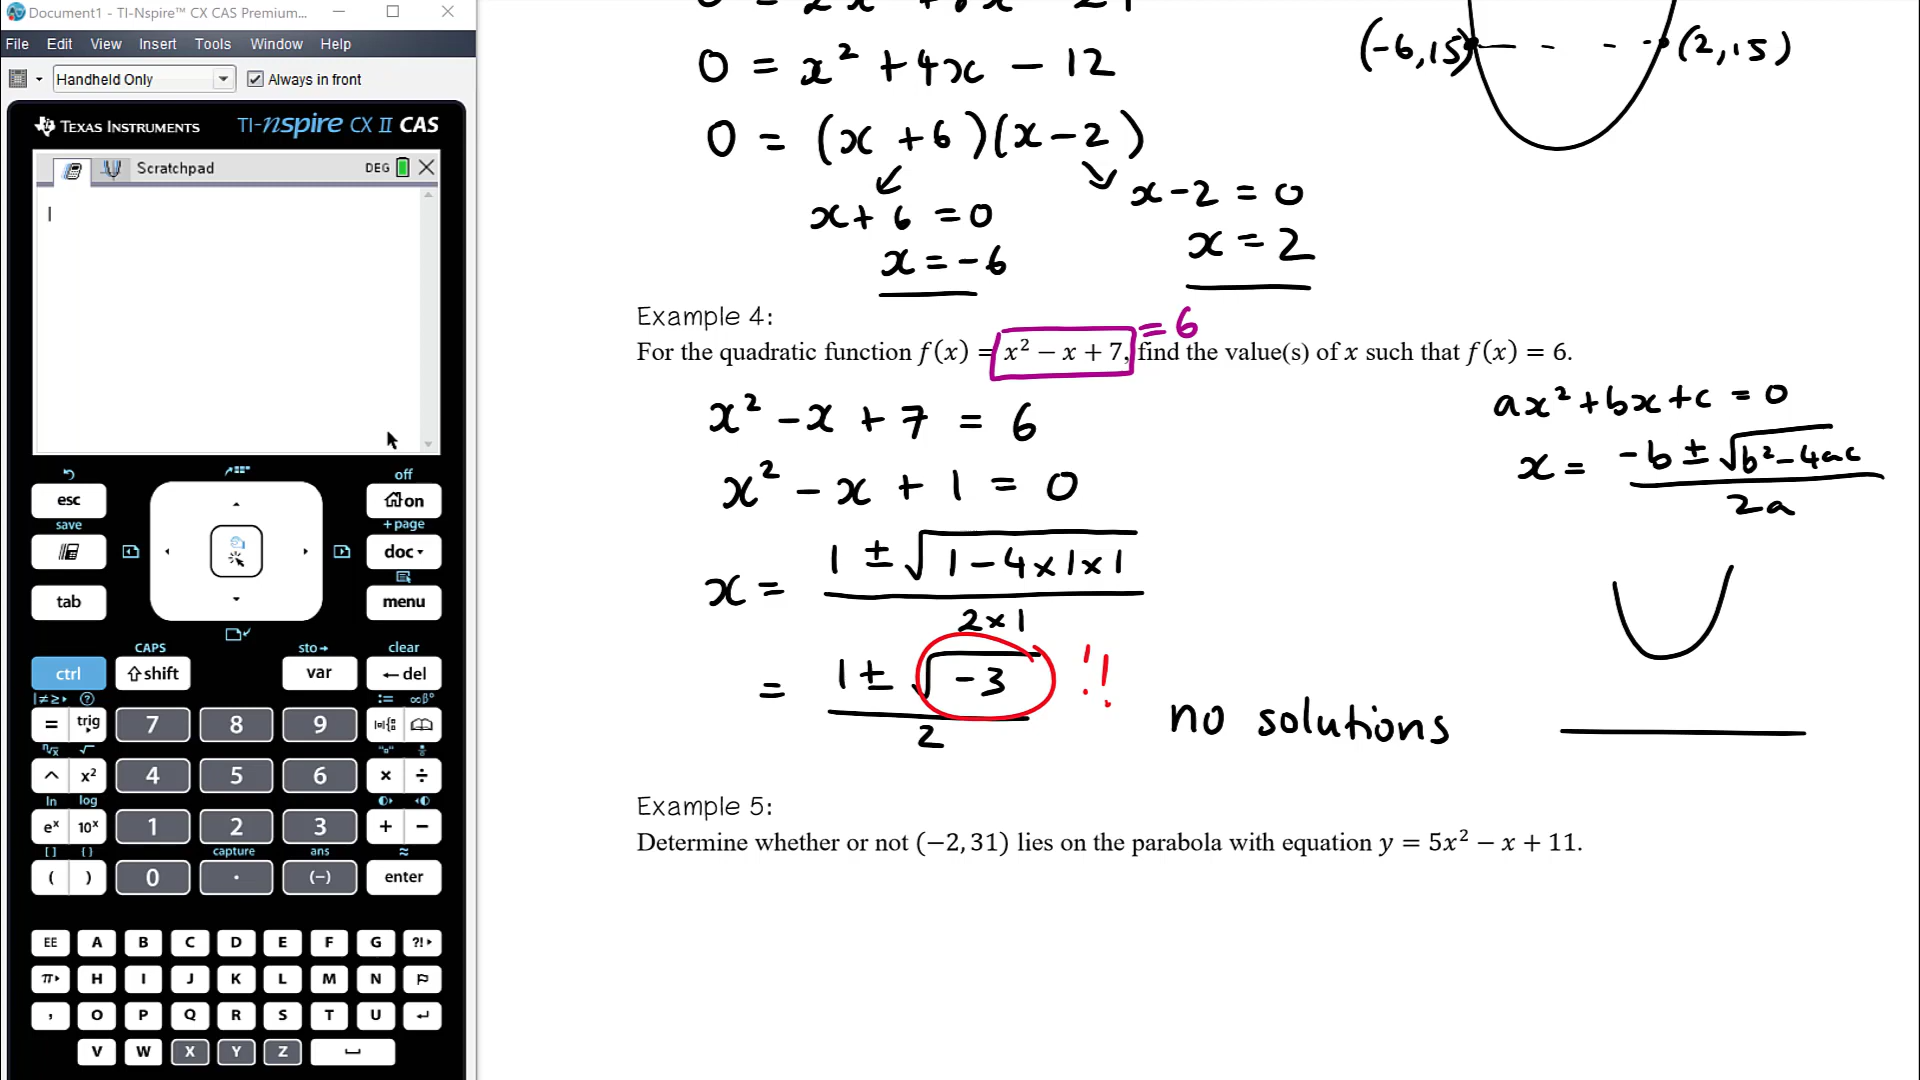 Document1 - TI-Nspire™ CX CAS Premium...
File Edit View Insert Tools Window Help
Handheld Only
Always in front
TEXAS INSTRUMENTS TI-nspire CX II CAS
Scratchpad DEG
off
esc on
save + page
doc
tab menu
CAPS sto→ clear
ctrl shift var del
= trig 7 8 9
^ x² 4 5 6 × ÷
ln log
eˣ 10ˣ 1 2 3 + −
[ ] { } capture ans ≈
( ) 0 . (−) enter
EE A B C D E F G ?!▸
π▸ H I J K L M N
, O P Q R S T U
V W X Y Z
0 = x² + 4x − 12
0 = (x + 6)(x − 2)
x + 6 = 0
x = −6
x − 2 = 0
x = 2
(−6, 15) (2, 15)
Example 4:
= 6
For the quadratic function f(x) = x² − x + 7, find the value(s) of x such that f(x) = 6.
x² − x + 7 = 6
x² − x + 1 = 0
x = (1 ± √(1 − 4×1×1)) / (2×1)
= (1 ± √−3) / 2 !!
no solutions
ax² + bx + c = 0
x = (−b ± √(b² − 4ac)) / 2a
Example 5:
Determine whether or not (−2, 31) lies on the parabola with equation y = 5x² − x + 11.